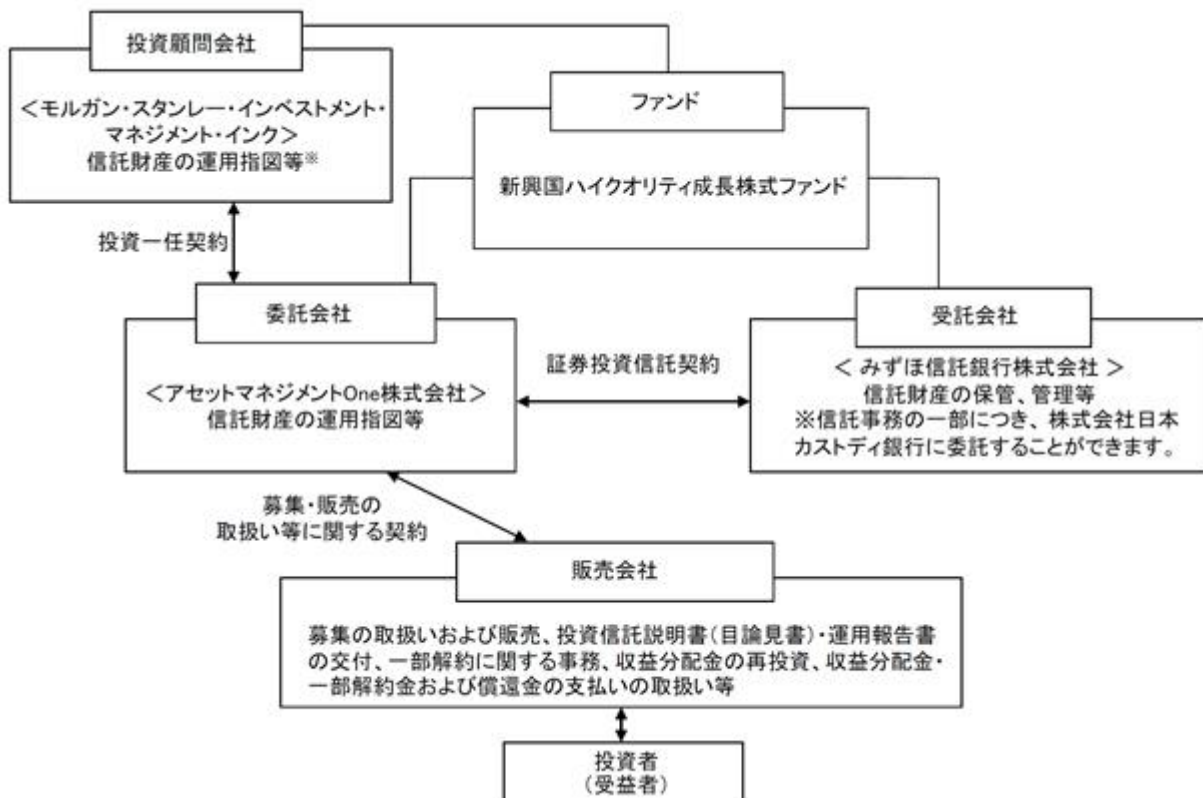 投資顧問会社
＜モルガン・スタンレー・インベストメント・
マネジメント・インク＞
信託財産の運用指図等※
ファンド
新興国ハイクオリティ成長株式ファンド
投資一任契約
委託会社
＜アセットマネジメントOne株式会社＞
信託財産の運用指図等
証券投資信託契約
受託会社
＜ みずほ信託銀行株式会社 ＞
信託財産の保管、管理等
※信託事務の一部につき、株式会社日本
カストディ銀行に委託することができます。
募集・販売の
取扱い等に関する契約
販売会社
募集の取扱いおよび販売、投資信託説明書（目論見書）・運用報告書
の交付、一部解約に関する事務、収益分配金の再投資、収益分配金・
一部解約金および償還金の支払いの取扱い等
投資者
（受益者）